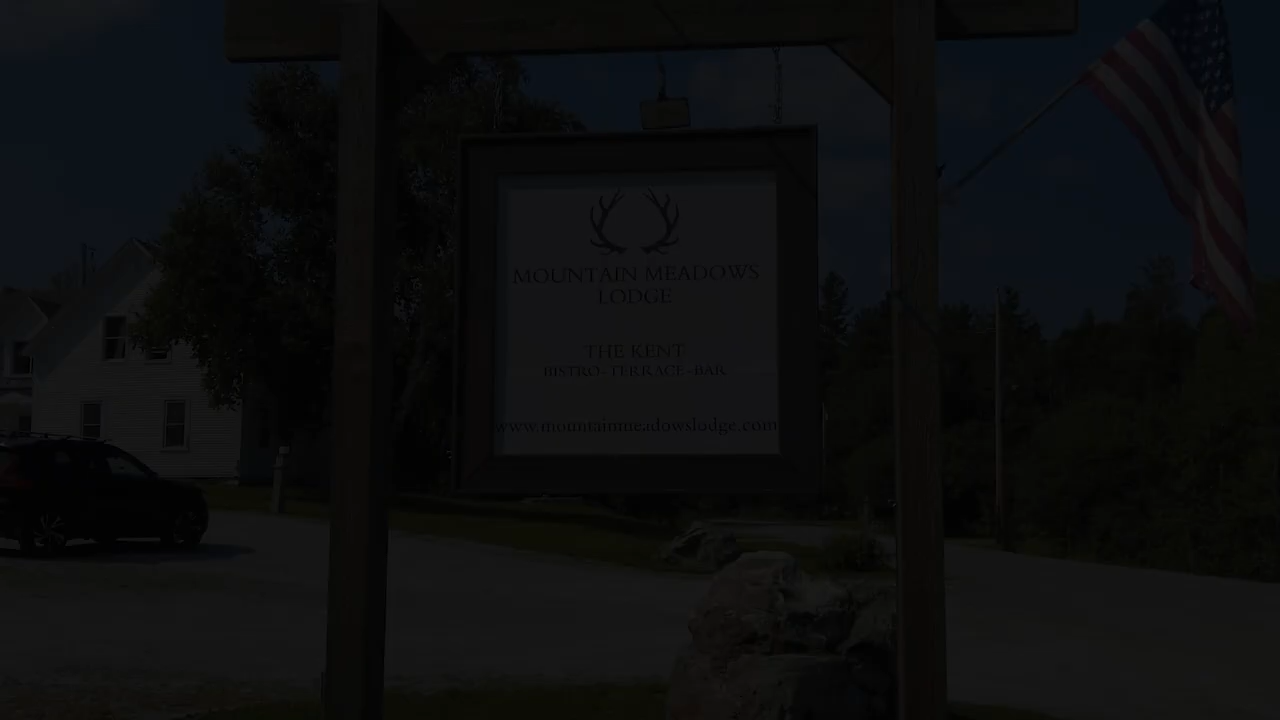 MOUNTAIN MEADOWS
LODGE
THE KENT
BISTRO-TERRACE-BAR
www.mountainmeadowslodge.com